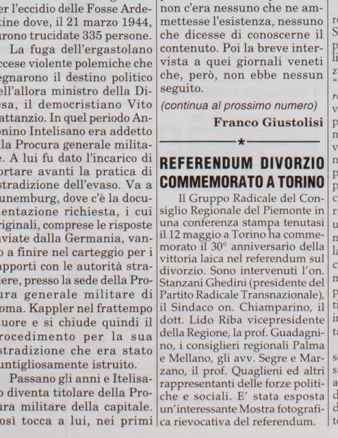 er l'eccidio delle Fosse Arde-
tine dove, il 21 marzo 1944,
urono trucidate 335 persone.
La fuga dell'ergastolano
ccese violente polemiche che
egnarono il destino politico
ell'allora ministro della Di-
esa, il democristiano Vito
attanzio. In quel periodo An-
onino Intelisano era addetto
lla Procura generale milita-
e. A lui fu dato l'incarico di
ortare avanti la pratica di
stradizione dell'evaso. Va a
unemburg, dove c'è la docu-
entazione richiesta, i cui
riginali, comprese le risposte
viate dalla Germania, van-
o a finire nel carteggio per i
apporti con le autorità stra-
iere, presso la sede della Pro-
ura generale militare di
oma. Kappler nel frattempo
uore e si chiude quindi il
rocedimento per la sua
stradizione che era stato
untigliosamente istruito.
Passano gli anni e Itelisa-
o diventa titolare della Pro-
ura militare della capitale.
osì tocca a lui, nei primi
non c'era nessuno che ne am-
mettesse l'esistenza, nessuno
che dicesse di conoscerne il
contenuto. Poi la breve inter-
vista a quei giornali veneti
che, però, non ebbe nessun
seguito.
(continua al prossimo numero)
Franco Giustolisi
REFERENDUM DIVORZIO
COMMEMORATO A TORINO
Il Gruppo Radicale del Con-
siglio Regionale del Piemonte in
una conferenza stampa tenutasi
il 12 maggio a Torino ha comme-
morato il 30° anniversario della
vittoria laica nel referendum sul
divorzio. Sono intervenuti l'on.
Stanzani Ghedini (presidente del
Partito Radicale Transnazionale),
il Sindaco on. Chiamparino, il
dott. Lido Riba vicepresidente
della Regione, la prof. Guadagno,
no, i consiglieri regionali Palma
e Mellano, gli avv. Segre e Mar-
zano, il prof. Quaglieni ed altri
rappresentanti delle forze politi-
che e sociali. E' stata esposta
un'interessante Mostra fotografi-
ca rievocativa del referendum.